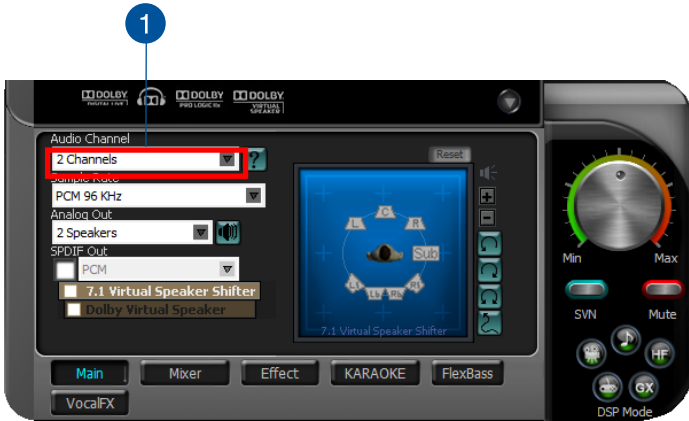 1
DOLBY DIGITAL LIVE
DOLBY PRO LOGIC IIx
DOLBY VIRTUAL SPEAKER
Audio Channel
2 Channels
?
Reset
Sample Rate
PCM 96 KHz
Analog Out
2 Speakers
SPDIF Out
PCM
7.1 Virtual Speaker Shifter
Dolby Virtual Speaker
C
L
R
Sub
Ls
Rs
Lb
Rb
7.1 Virtual Speaker Shifter
Min
Max
SVN
Mute
HF
GX
DSP Mode
Main
Mixer
Effect
KARAOKE
FlexBass
VocalFX